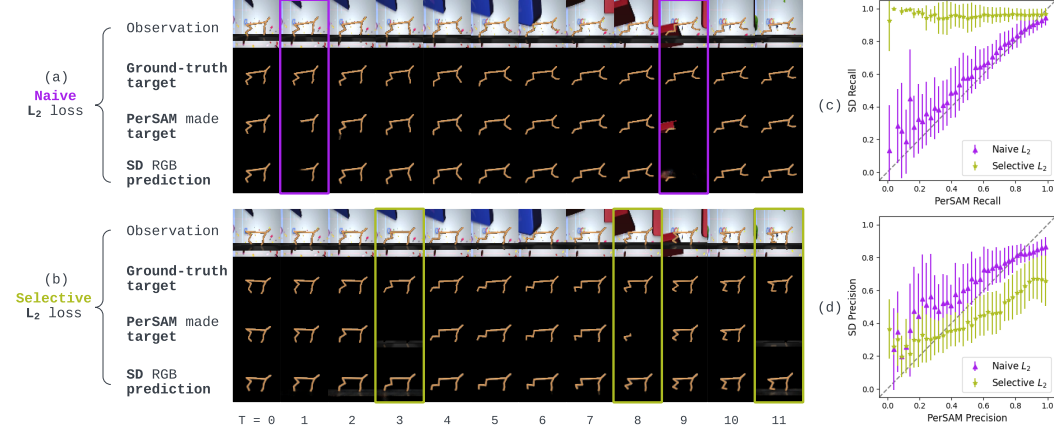 (a)
Naive
L₂ loss
Observation
Ground-truth
target
PerSAM made
target
SD RGB
prediction
(b)
Selective
L₂ loss
Observation
Ground-truth
target
PerSAM made
target
SD RGB
prediction
T = 0 1 2 3 4 5 6 7 8 9 10 11
(c)
SD Recall
1.0
0.8
0.6
0.4
0.2
0.0
Naive L₂
Selective L₂
0.0 0.2 0.4 0.6 0.8 1.0
PerSAM Recall
(d)
SD Precision
1.0
0.8
0.6
0.4
0.2
0.0
Naive L₂
Selective L₂
0.0 0.2 0.4 0.6 0.8 1.0
PerSAM Precision